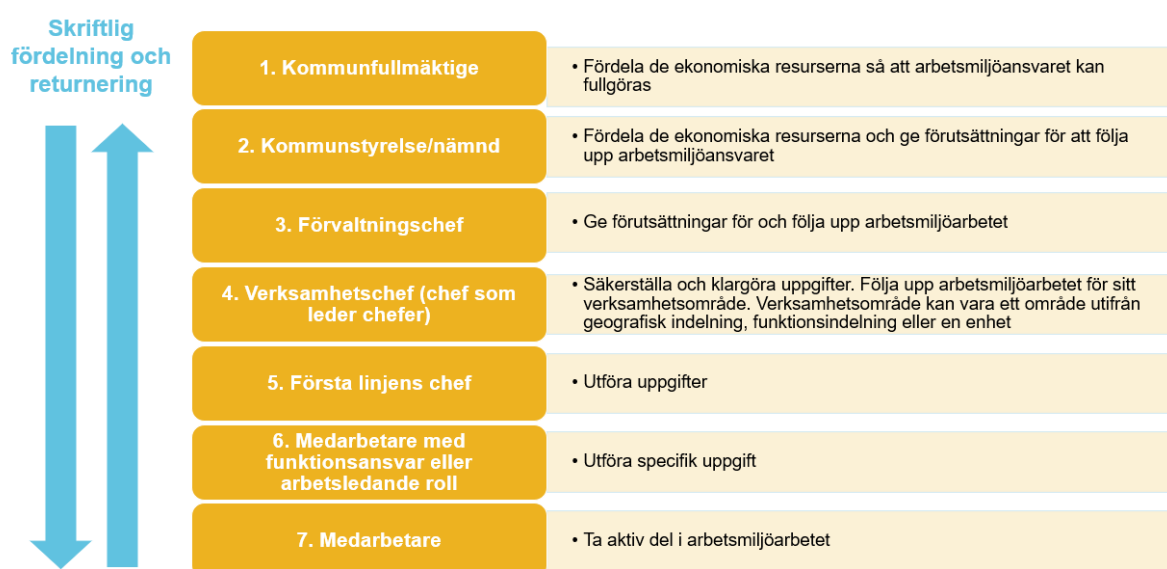 Skriftlig
fördelning och
returnering
1. Kommunfullmäktige
• Fördela de ekonomiska resurserna så att arbetsmiljöansvaret kan
fullgöras
2. Kommunstyrelse/nämnd
• Fördela de ekonomiska resurserna och ge förutsättningar för att följa
upp arbetsmiljöansvaret
3. Förvaltningschef
• Ge förutsättningar för och följa upp arbetsmiljöarbetet
4. Verksamhetschef (chef som
leder chefer)
• Säkerställa och klargöra uppgifter. Följa upp arbetsmiljöarbetet för sitt
verksamhetsområde. Verksamhetsområde kan vara ett område utifrån
geografisk indelning, funktionsindelning eller en enhet
5. Första linjens chef
• Utföra uppgifter
6. Medarbetare med
funktionsansvar eller
arbetsledande roll
• Utföra specifik uppgift
7. Medarbetare
• Ta aktiv del i arbetsmiljöarbetet